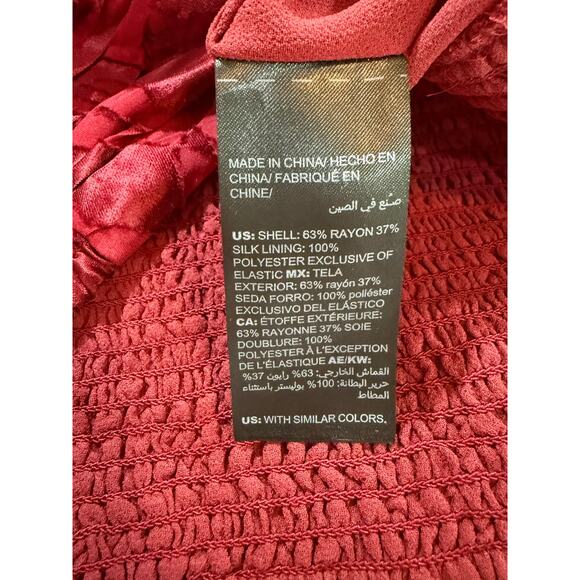 MADE IN CHINA/ HECHO EN
CHINA/ FABRIQUÉ EN
CHINE/
صُنع في الصين
US: SHELL: 63% RAYON 37%
SILK LINING: 100%
POLYESTER EXCLUSIVE OF
ELASTIC MX: TELA
EXTERIOR: 63% rayón 37%
SEDA FORRO: 100% poliéster
EXCLUSIVO DEL ELÁSTICO
CA: ÉTOFFE EXTÉRIEURE:
63% RAYONNE 37% SOIE
DOUBLURE: 100%
POLYESTER À L'EXCEPTION
DE L'ÉLASTIQUE AE/KW:
القماش الخارجي: 63% رايون 37%
حرير البطانة: 100% بوليستر باستثناء
المطاط
US: WITH SIMILAR COLORS,